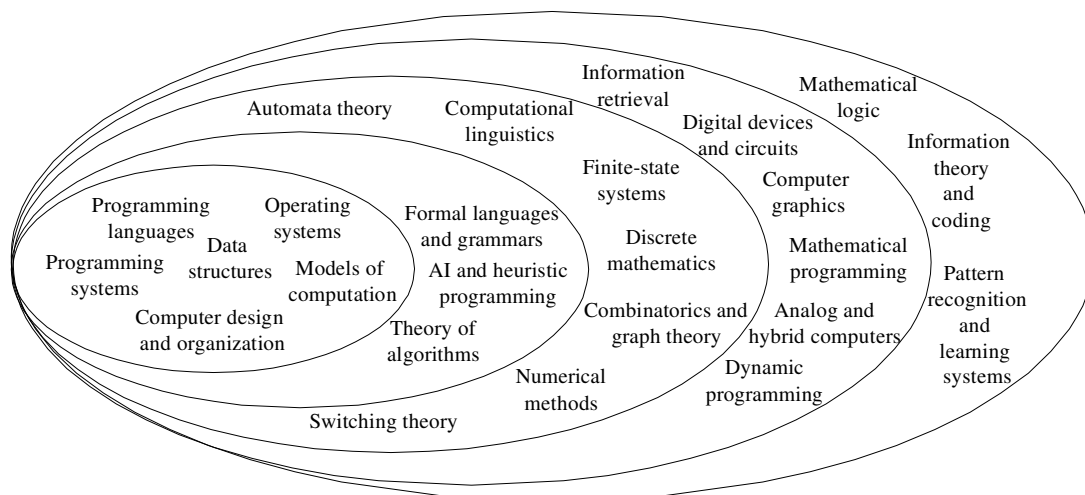 Automata theory
Computational
linguistics
Information
retrieval
Mathematical
logic
Digital devices
and circuits
Information
theory
and
coding
Finite-state
systems
Computer
graphics
Programming
languages
Operating
systems
Formal languages
and grammars
Data
structures
Discrete
mathematics
Mathematical
programming
Programming
systems
Models of
computation
AI and heuristic
programming
Pattern
recognition
and
learning
systems
Computer design
and organization
Theory of
algorithms
Combinatorics and
graph theory
Analog and
hybrid computers
Numerical
methods
Dynamic
programming
Switching theory